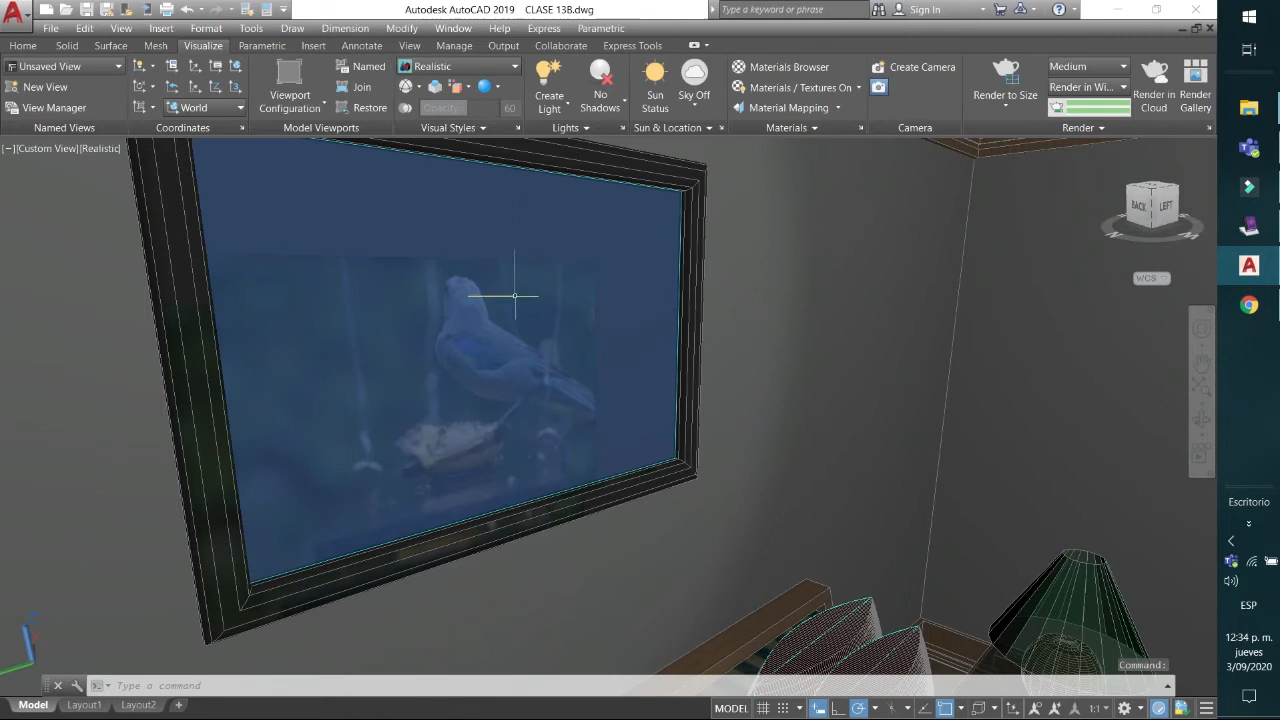 Autodesk AutoCAD 2019 CLASE 13B.dwg
Type a keyword or phrase
Sign In
File Edit View Insert Format Tools Draw Dimension Modify Window Help Express Parametric
Home Solid Surface Mesh Visualize Parametric Insert Annotate View Manage Output Collaborate Express Tools
Unsaved View
New View
View Manager
Named Views
World
Coordinates
Viewport
Configuration
Named
Join
Restore
Model Viewports
Realistic
Opacity
60
Visual Styles
Create
Light
No
Shadows
Lights
Sun
Status
Sky Off
Sun & Location
Materials Browser
Materials / Textures On
Material Mapping
Materials
Create Camera
Camera
Render to Size
Medium
Render in Wi...
Render in
Cloud
Render
Gallery
Render
[−][Custom View][Realistic]
BACK
LEFT
WCS
Command:
Type a command
Model Layout1 Layout2 +
MODEL
1:1
Escritorio
ESP
12:34 p. m.
jueves
3/09/2020